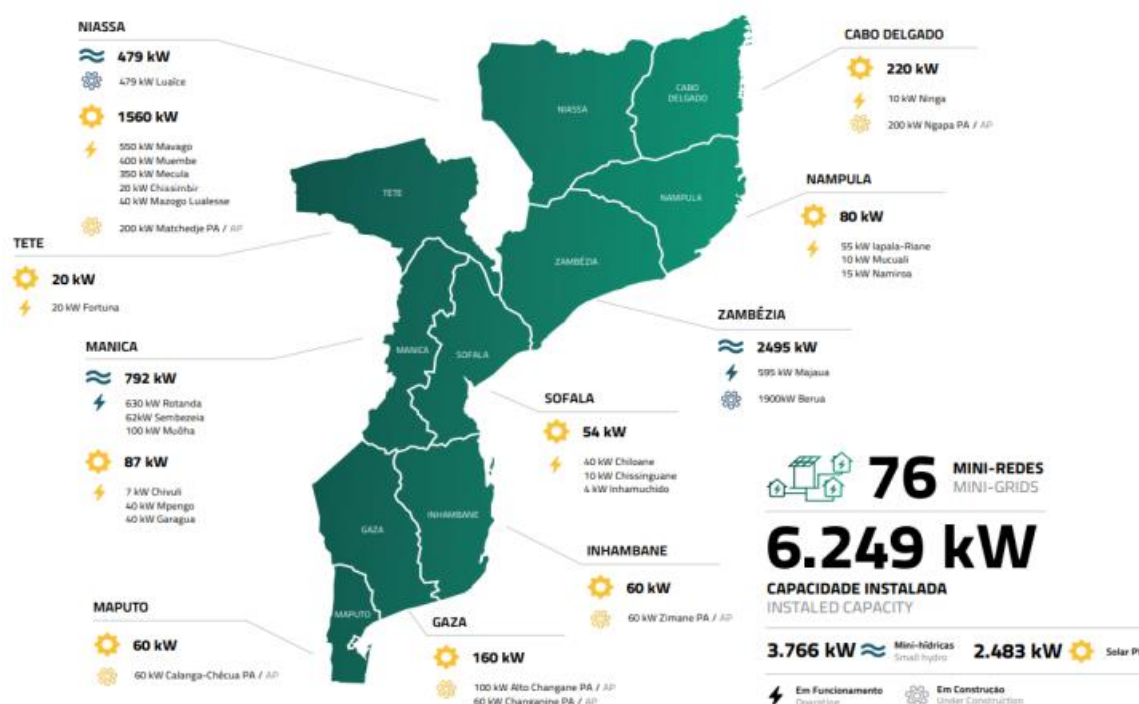 NIASSA
479 kW
479 kW Luaíce
1560 kW
550 kW Mavago
400 kW Muembe
350 kW Mecula
20 kW Chissimbir
40 kW Mazogo Lualesse
200 kW Matchedje PA / AP
TETE
20 kW
20 kW Fortuna
MANICA
792 kW
630 kW Rotanda
62kW Sembezeia
100 kW Muôha
87 kW
7 kW Chivuli
40 kW Mpengo
40 kW Garagua
MAPUTO
60 kW
60 kW Calanga-Chécua PA / AP
NIASSA
CABO
DELGADO
TETE
NAMPULA
ZAMBÉZIA
MANICA
SOFALA
GAZA
INHAMBANE
MAPUTO
CABO DELGADO
220 kW
10 kW Ninga
200 kW Ngapa PA / AP
NAMPULA
80 kW
55 kW Iapala-Riane
10 kW Mucuali
15 kW Namiroa
ZAMBÉZIA
2495 kW
595 kW Majaua
1900kW Berua
SOFALA
54 kW
40 kW Chiloane
10 kW Chissinguane
4 kW Inhamuchido
INHAMBANE
60 kW
60 kW Zimane PA / AP
GAZA
160 kW
100 kW Alto Changane PA / AP
60 kW Changanine PA / AP
76 MINI-REDES
MINI-GRIDS
6.249 kW
CAPACIDADE INSTALADA
INSTALED CAPACITY
3.766 kW Mini-hídricas
Small hydro
2.483 kW Solar
Em Funcionamento
Operation
Em Construção
Under Construction